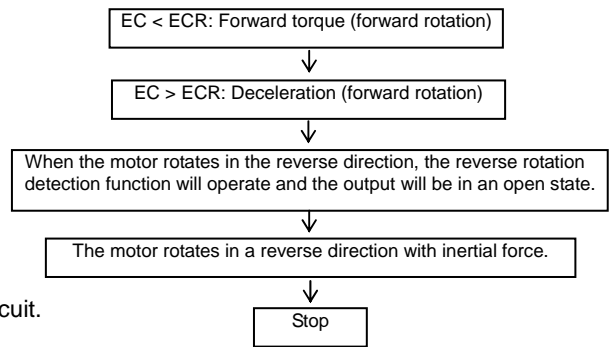 EC < ECR: Forward torque (forward rotation)
EC > ECR: Deceleration (forward rotation)
When the motor rotates in the reverse direction, the reverse rotation
detection function will operate and the output will be in an open state.
The motor rotates in a reverse direction with inertial force.
cuit.
Stop